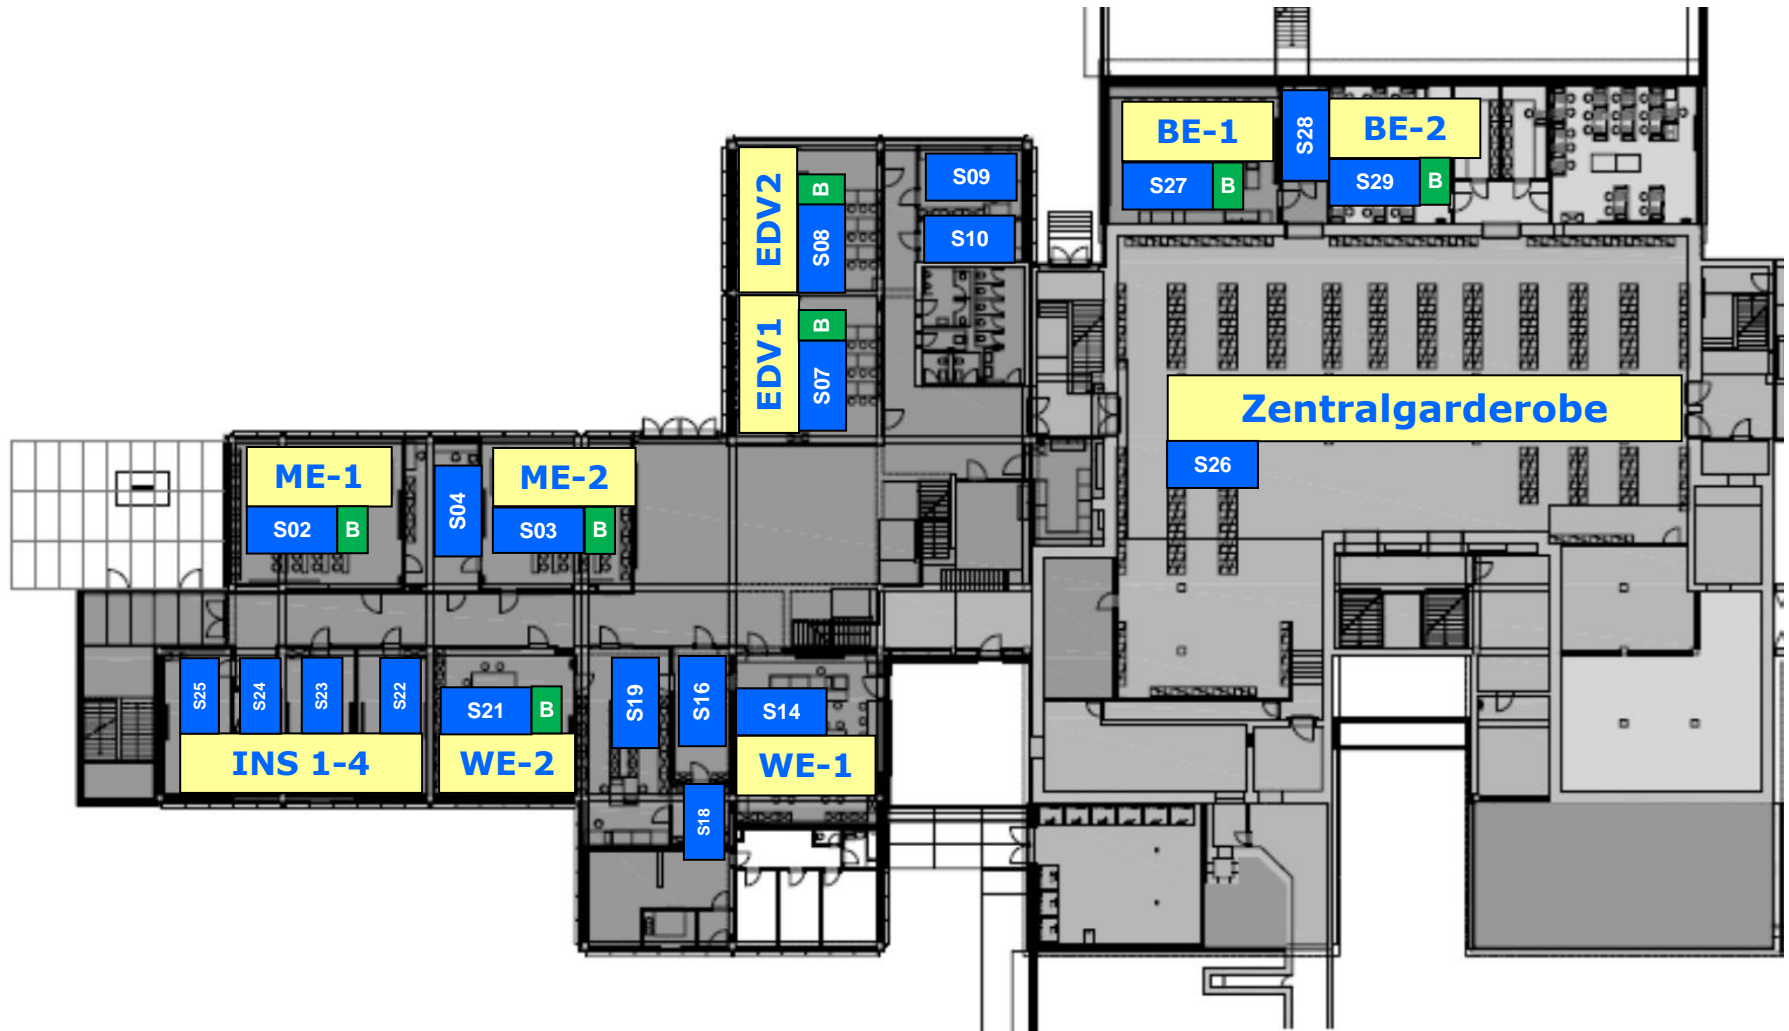 BE-1
S27 B
S28
BE-2
S29 B
EDV2
B
S08
S09
S10
EDV1
B
S07
Zentralgarderobe
S26
ME-1
S02 B
S04
ME-2
S03 B
S25
S24
S23
S22
INS 1-4
S21 B
WE-2
S19
S16
S18
S14
WE-1